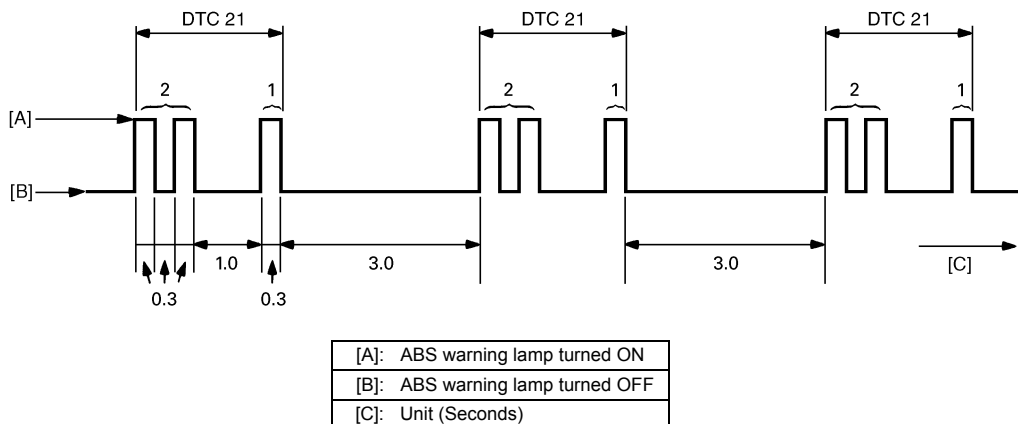 DTC 21 DTC 21 DTC 21
2 1 2 1 2 1
[A]
[B]
1.0 3.0 3.0 [C]
0.3 0.3
[A]: ABS warning lamp turned ON
[B]: ABS warning lamp turned OFF
[C]: Unit (Seconds)